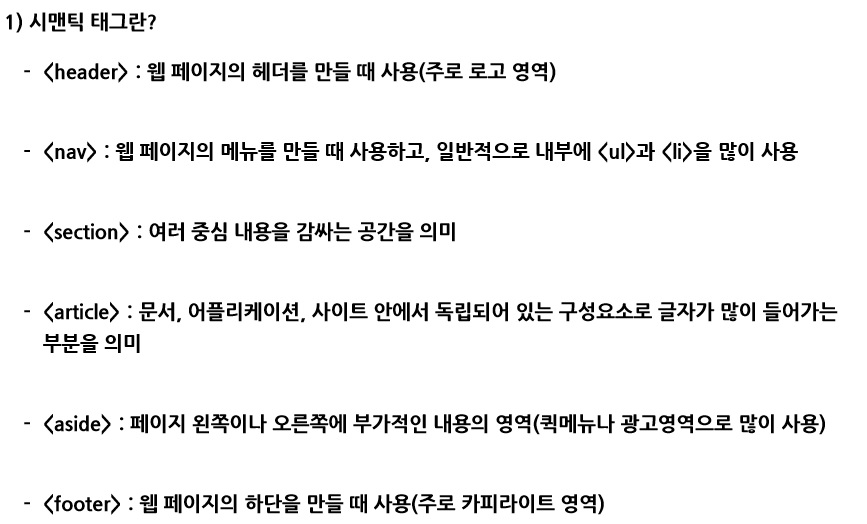 1) 시맨틱 태그란?
- <header> : 웹 페이지의 헤더를 만들 때 사용(주로 로고 영역)
- <nav> : 웹 페이지의 메뉴를 만들 때 사용하고, 일반적으로 내부에 <ul>과 <li>을 많이 사용
- <section> : 여러 중심 내용을 감싸는 공간을 의미
- <article> : 문서, 어플리케이션, 사이트 안에서 독립되어 있는 구성요소로 글자가 많이 들어가는
부분을 의미
- <aside> : 페이지 왼쪽이나 오른쪽에 부가적인 내용의 영역(퀵메뉴나 광고영역으로 많이 사용)
- <footer> : 웹 페이지의 하단을 만들 때 사용(주로 카피라이트 영역)